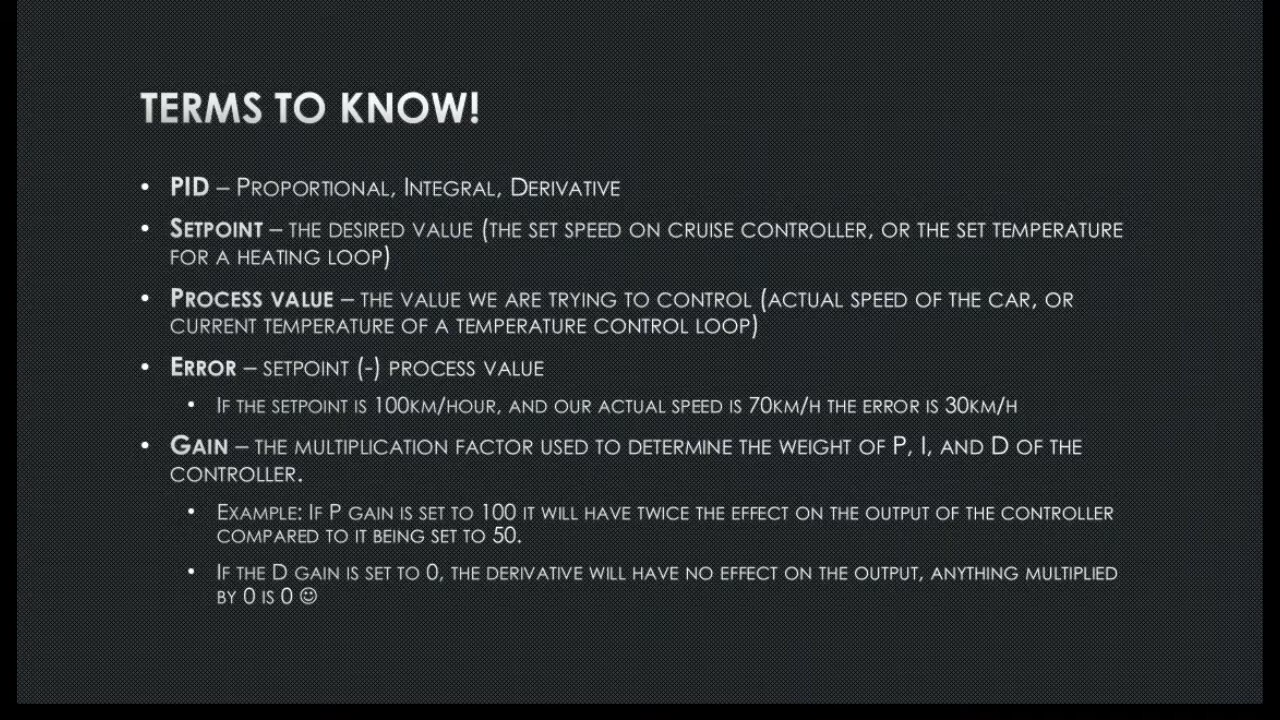 TERMS TO KNOW!
• PID – Proportional, Integral, Derivative
• Setpoint – the desired value (the set speed on cruise controller, or the set temperature
for a heating loop)
• Process value – the value we are trying to control (actual speed of the car, or
current temperature of a temperature control loop)
• Error – setpoint (-) process value
• If the setpoint is 100km/hour, and our actual speed is 70km/h the error is 30km/h
• Gain – the multiplication factor used to determine the weight of P, I, and D of the
controller.
• Example: If P gain is set to 100 it will have twice the effect on the output of the controller
compared to it being set to 50.
• If the D gain is set to 0, the derivative will have no effect on the output, anything multiplied
by 0 is 0 ☺